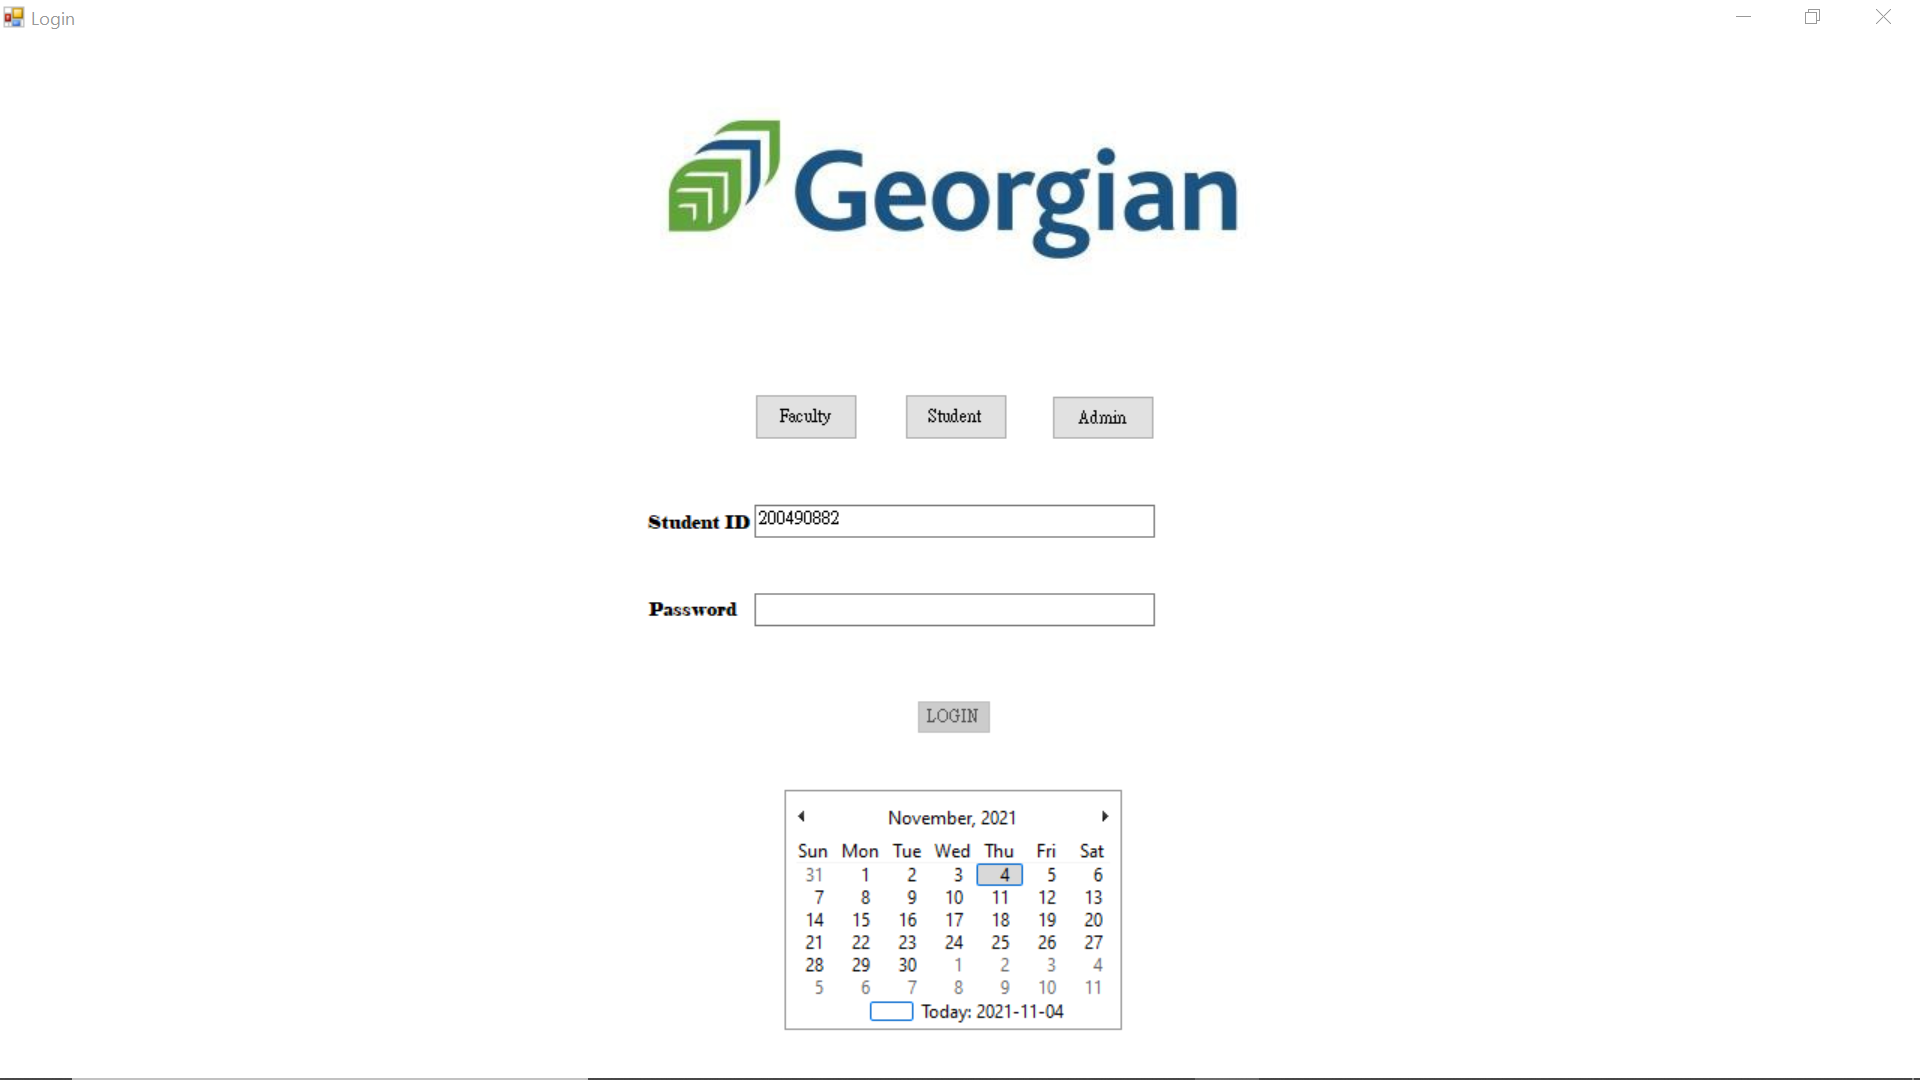 Login
Georgian
Faculty Student Admin
Student ID 200490882
Password
LOGIN
November, 2021
Sun Mon Tue Wed Thu Fri Sat
31 1 2 3 4 5 6
7 8 9 10 11 12 13
14 15 16 17 18 19 20
21 22 23 24 25 26 27
28 29 30 1 2 3 4
5 6 7 8 9 10 11
Today: 2021-11-04